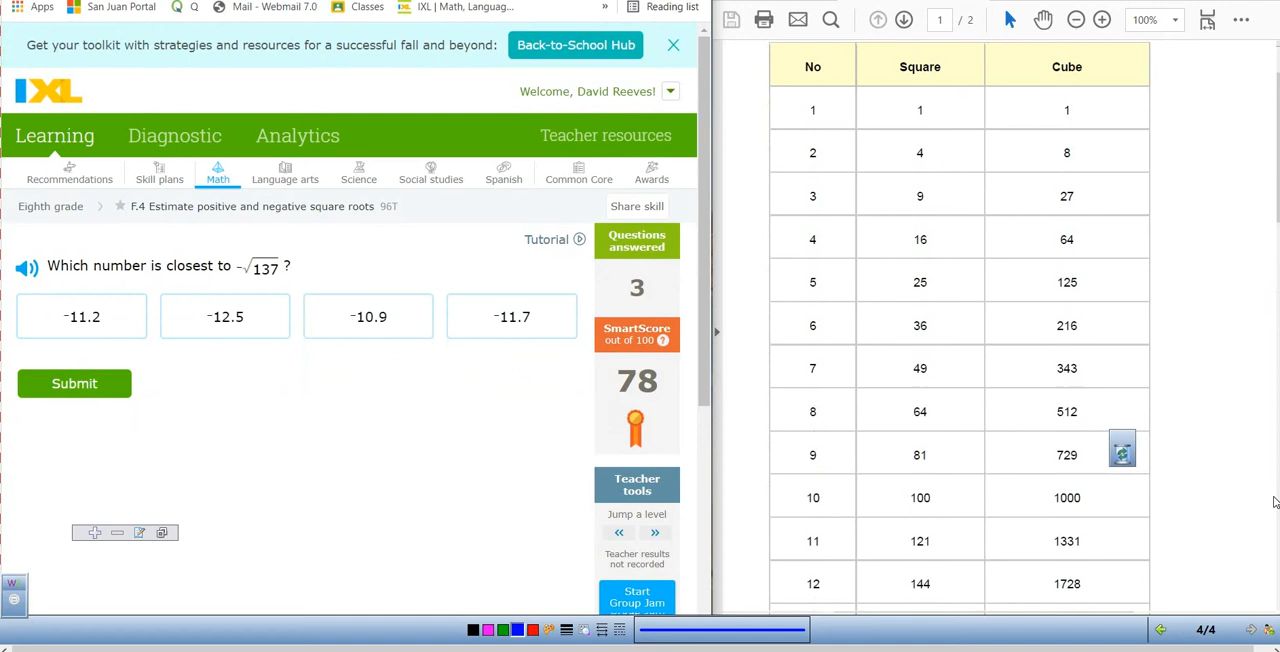 Apps San Juan Portal Q Mail - Webmail 7.0 Classes IXL | Math, Languag... » Reading list
Get your toolkit with strategies and resources for a successful fall and beyond: Back-to-School Hub
IXL
Welcome, David Reeves!
Learning Diagnostic Analytics Teacher resources
Recommendations Skill plans Math Language arts Science Social studies Spanish Common Core Awards
Eighth grade F.4 Estimate positive and negative square roots 96T Share skill
Tutorial
Which number is closest to -√137 ?
-11.2 -12.5 -10.9 -11.7
Submit
Questions
answered
3
SmartScore
out of 100 ?
78
Teacher
tools
Jump a level
« »
Teacher results
not recorded
Start
Group Jam
W
1 / 2 100%
No Square Cube
1 1 1
2 4 8
3 9 27
4 16 64
5 25 125
6 36 216
7 49 343
8 64 512
9 81 729
10 100 1000
11 121 1331
12 144 1728
4/4